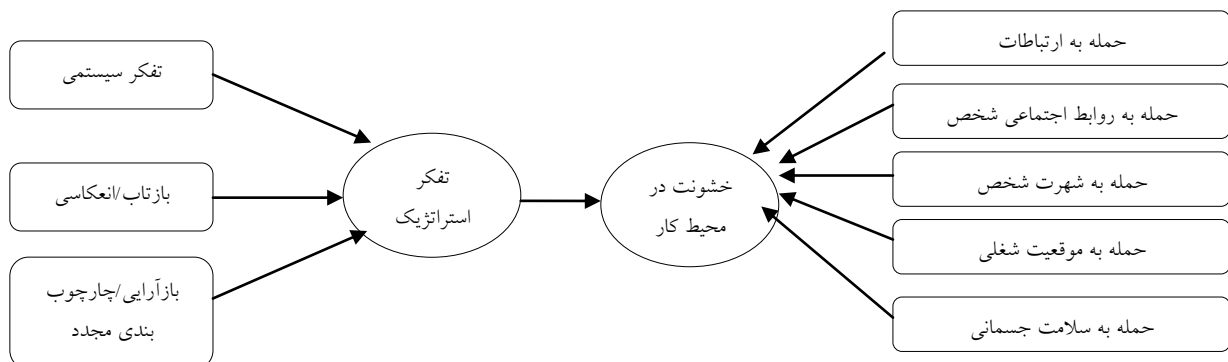 تفکر سیستمی
بازتاب/انعکاسی
بازآرایی/چارچوب
بندی مجدد
تفکر
استراتژیک
خشونت در
محیط کار
حمله به ارتباطات
حمله به روابط اجتماعی شخص
حمله به شهرت شخص
حمله به موقعیت شغلی
حمله به سلامت جسمانی